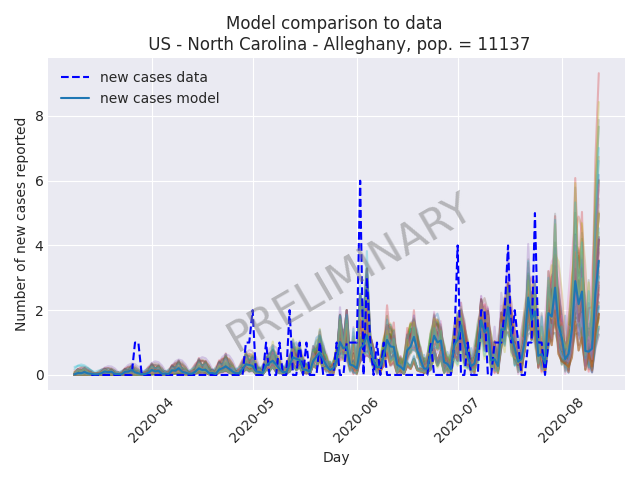 Model comparison to data
US - North Carolina - Alleghany, pop. = 11137
new cases data
new cases model
Number of new cases reported
8
6
4
2
0
PRELIMINARY
2020-04
2020-05
2020-06
2020-07
2020-08
Day